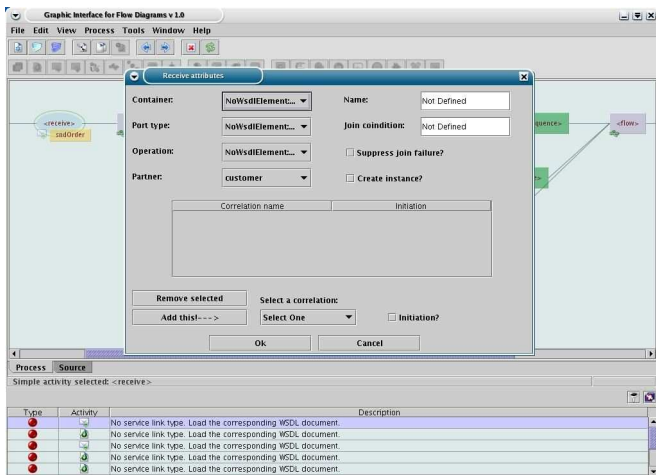 Graphic Interface for Flow Diagrams v 1.0
File Edit View Process Tools Window Help
Receive attributes
Container: NoWsdlElement:... Name: Not Defined
Port type: NoWsdlElement:... Join coindition: Not Defined
Operation: NoWsdlElement:... Suppress join failure?
Partner: customer Create instance?
Correlation name Initiation
Remove selected Select a correlation:
Add this!---> Select One Initiation?
Ok Cancel
<receive>
sndOrder
quence>
<flow>
Process Source
Simple activity selected: <receive>
Type Activity Description
No service link type. Load the corresponding WSDL document.
No service link type. Load the corresponding WSDL document.
No service link type. Load the corresponding WSDL document.
No service link type. Load the corresponding WSDL document.
No service link type. Load the corresponding WSDL document.